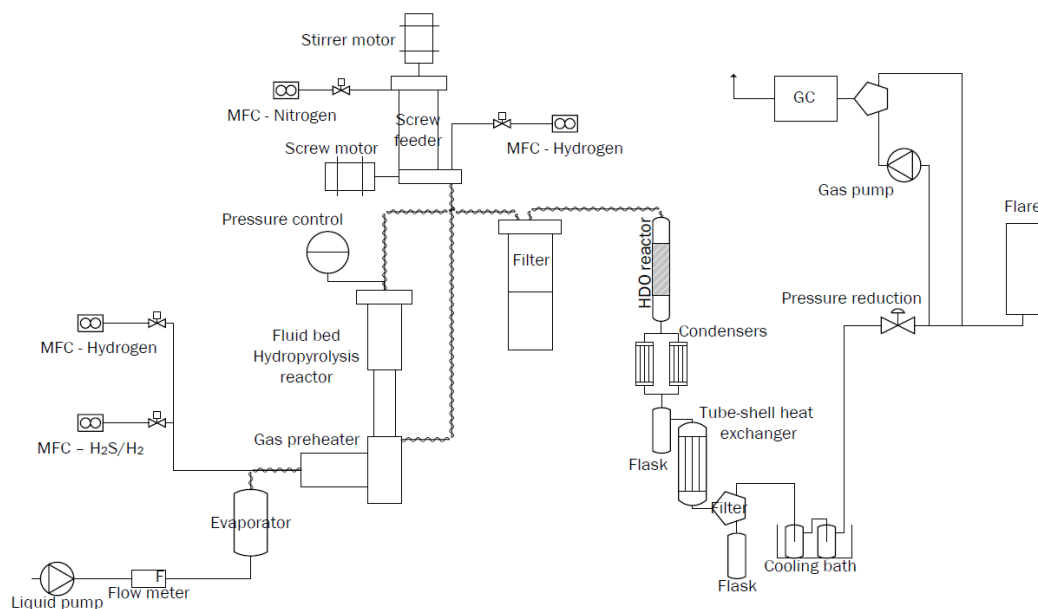 Stirrer motor
MFC - Nitrogen
Screw
feeder
MFC - Hydrogen
Screw motor
GC
Gas pump
Flare
Pressure control
Filter
HDO reactor
Pressure reduction
MFC - Hydrogen
Fluid bed
Hydropyrolysis
reactor
Condensers
MFC – H₂S/H₂
Gas preheater
Tube-shell heat
exchanger
Flask
Evaporator
Filter
Cooling bath
Flask
F
Flow meter
Liquid pump